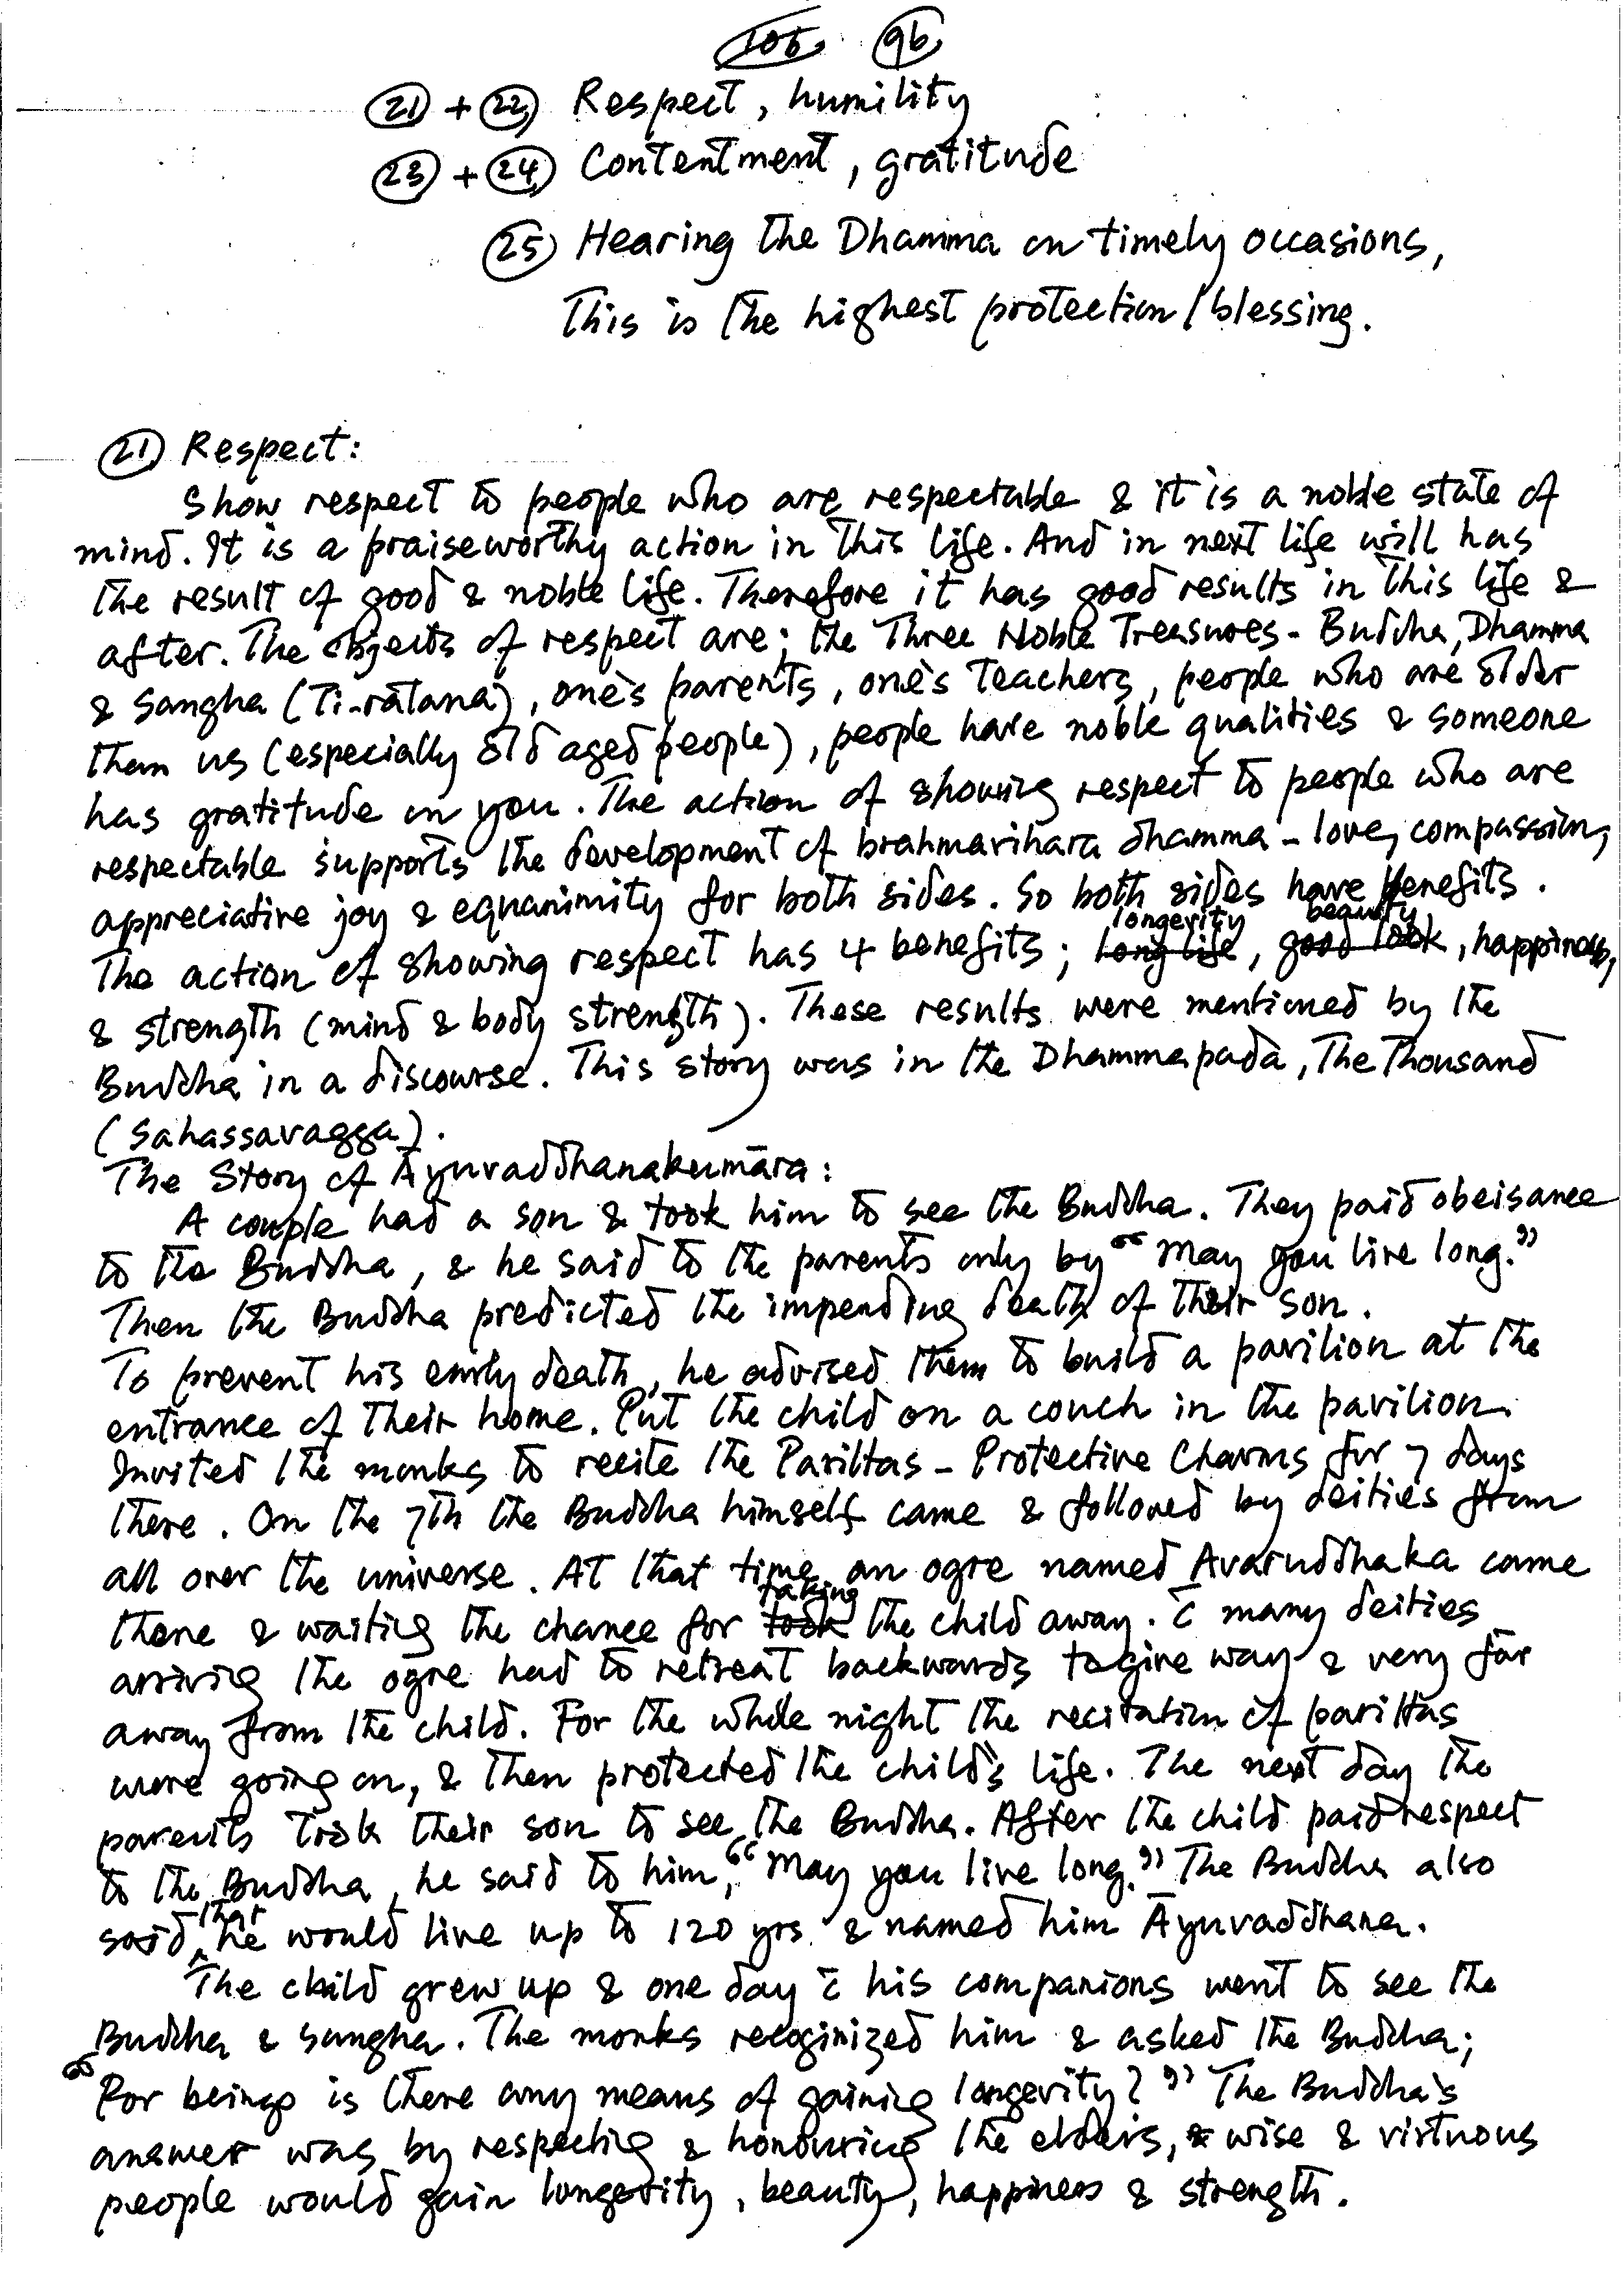 105 96
21 + 22 Respect, humility
23 + 24 Contentment, gratitude
25 Hearing the Dhamma on timely occasions,
This is the highest protection / blessing.
21 Respect:
Show respect to people who are respectable & it is a noble state of
mind. It is a praiseworthy action in this life. And in next life will has
the result of good & noble life. Therefore it has good results in this life &
after. The objects of respect are; the Three Noble Treasures - Buddha, Dhamma
& Sangha (Ti-ratana), one's parents, one's teachers, people who are older
than us (especially old aged people), people have noble qualities & someone
has gratitude on you. The action of showing respect to people who are
respectable supports the development of brahmavihara dhamma - love, compassion,
appreciative joy & equanimity for both sides. So both sides have benefits.
The action of showing respect has 4 benefits; long life longevity, good look beauty, happiness,
& strength (mind & body strength). These results were mentioned by the
Buddha in a discourse. This story was in the Dhammapada, The Thousand
(Sahassavagga).
The Story of Āyuvaddhanakumāra:
A couple had a son & took him to see the Buddha. They paid obeisance
to the Buddha, & he said to the parents only by "May you live long."
Then the Buddha predicted the impending death of their son.
To prevent his early death, he advised them to build a pavilion at the
entrance of their home. Put the child on a couch in the pavilion.
Invited the monks to recite the Parittas - Protective Charms for 7 days
there. On the 7th the Buddha himself came & followed by deities from
all over the universe. At that time an ogre named Avaruddhaka came
there & waiting the chance for took taking the child away. c̄ many deities
arriving the ogre had to retreat backwards to give way & very far
away from the child. For the whole night the recitation of parittas
were going on, & then protected the child's life. The next day the
parents took their son to see the Buddha. After the child paid respect
to the Buddha, he said to him, "May you live long." The Buddha also
said that he would live up to 120 yrs & named him Āyuvaddhana.
The child grew up & one day c̄ his companions went to see the
Buddha & Sangha. The monks recoginized him & asked the Buddha;
"For beings is there any means of gaining longevity?" The Buddha's
answer was by respecting & honouring the elders, & wise & virtuous
people would gain longevity, beauty, happiness & strength.